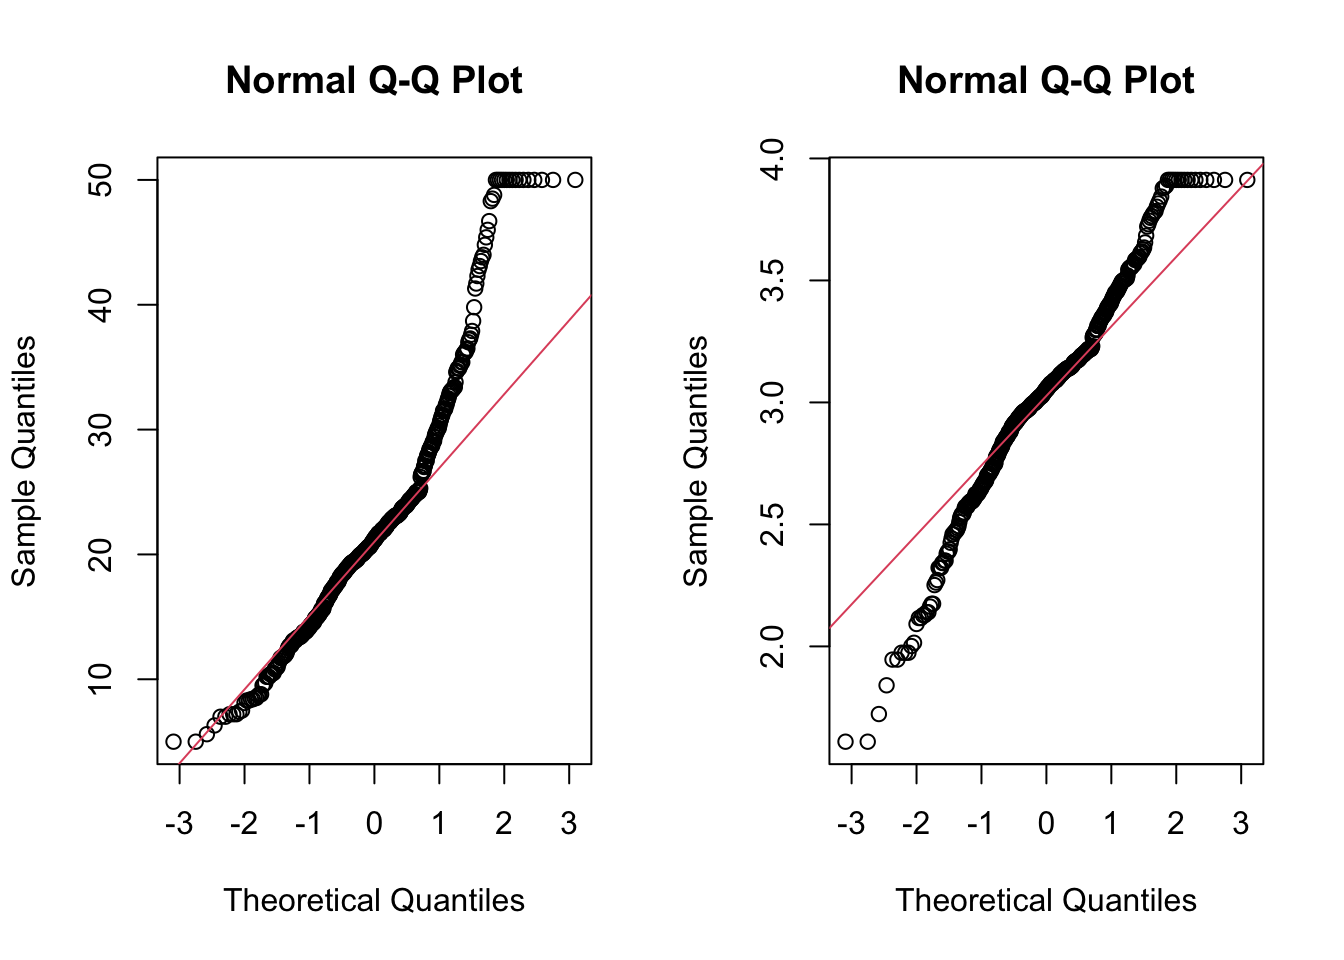 Normal Q-Q Plot
50
40
30
20
10
Sample Quantiles
-3 -2 -1 0 1 2 3
Theoretical Quantiles
Normal Q-Q Plot
4.0
3.5
3.0
2.5
2.0
Sample Quantiles
-3 -2 -1 0 1 2 3
Theoretical Quantiles